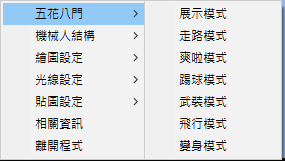 五花八門
機械人結構
繪圖設定
光線設定
貼圖設定
相關資訊
離開程式
展示模式
走路模式
爽啦模式
踢球模式
武裝模式
飛行模式
變身模式